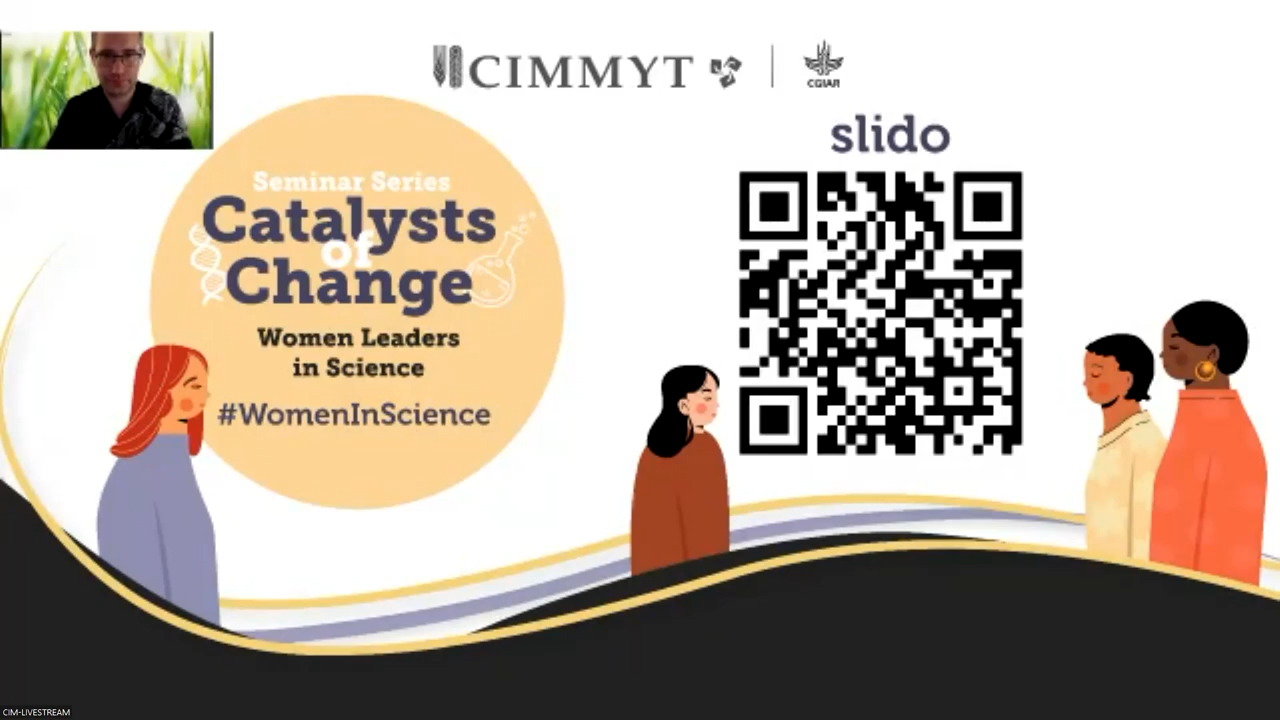 CIMMYT
CGIAR
slido
Seminar Series
Catalysts
of
Change
Women Leaders
in Science
#WomenInScience
CIM-LIVESTREAM